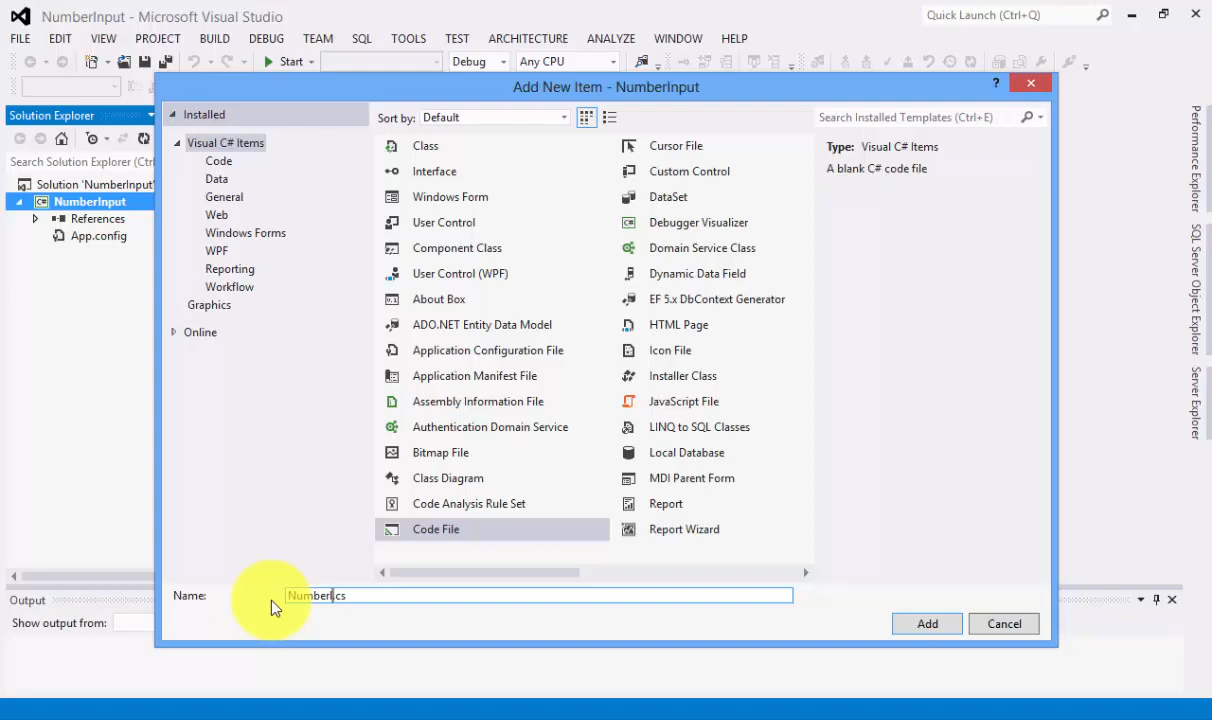 NumberInput - Microsoft Visual Studio
Quick Launch (Ctrl+Q)
FILE EDIT VIEW PROJECT BUILD DEBUG TEAM SQL TOOLS TEST ARCHITECTURE ANALYZE WINDOW HELP
Start Debug Any CPU
Add New Item - NumberInput
?
Solution Explorer
Search Solution Explorer (Ctrl
Solution 'NumberInput'
C# NumberInput
References
App.config
Installed
Visual C# Items
Code
Data
General
Web
Windows Forms
WPF
Reporting
Workflow
Graphics
Online
Sort by: Default
Search Installed Templates (Ctrl+E)
Class
Interface
Windows Form
User Control
Component Class
User Control (WPF)
About Box
ADO.NET Entity Data Model
Application Configuration File
Application Manifest File
Assembly Information File
Authentication Domain Service
Bitmap File
Class Diagram
Code Analysis Rule Set
Code File
Cursor File
Custom Control
DataSet
Debugger Visualizer
Domain Service Class
Dynamic Data Field
EF 5.x DbContext Generator
HTML Page
Icon File
Installer Class
JavaScript File
LINQ to SQL Classes
Local Database
MDI Parent Form
Report
Report Wizard
Type: Visual C# Items
A blank C# code file
Name: NumberI.cs
Add Cancel
Output
Show output from:
Performance Explorer
SQL Server Object Explorer
Server Explorer